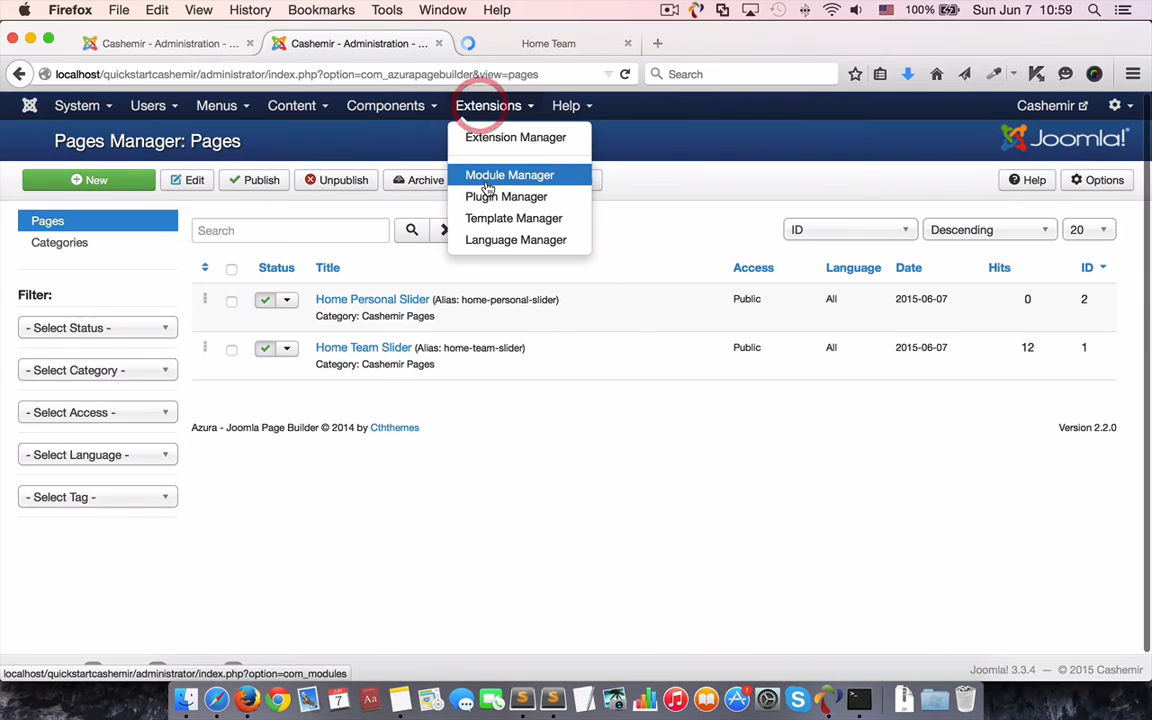 Firefox File Edit View History Bookmarks Tools Window Help 100% Sun Jun 7 10:59
Cashemir - Administration - ... × Cashemir - Administration - ... × Home Team × +
localhost/quickstartcashemir/administrator/index.php?option=com_azurapagebuilder&view=pages Search
System Users Menus Content Components Extensions Help Cashemir
Pages Manager: Pages Joomla!®
Extension Manager
Module Manager
Plugin Manager
Template Manager
Language Manager
New Edit Publish Unpublish Archive Help Options
Pages
Categories
Search ID Descending 20
Status Title Access Language Date Hits ID
Filter:
- Select Status -
- Select Category -
- Select Access -
- Select Language -
- Select Tag -
Home Personal Slider (Alias: home-personal-slider) Public All 2015-06-07 0 2
Category: Cashemir Pages
Home Team Slider (Alias: home-team-slider) Public All 2015-06-07 12 1
Category: Cashemir Pages
Azura - Joomla Page Builder © 2014 by Cththemes Version 2.2.0
localhost/quickstartcashemir/administrator/index.php?option=com_modules
Joomla! 3.3.4 — © 2015 Cashemir